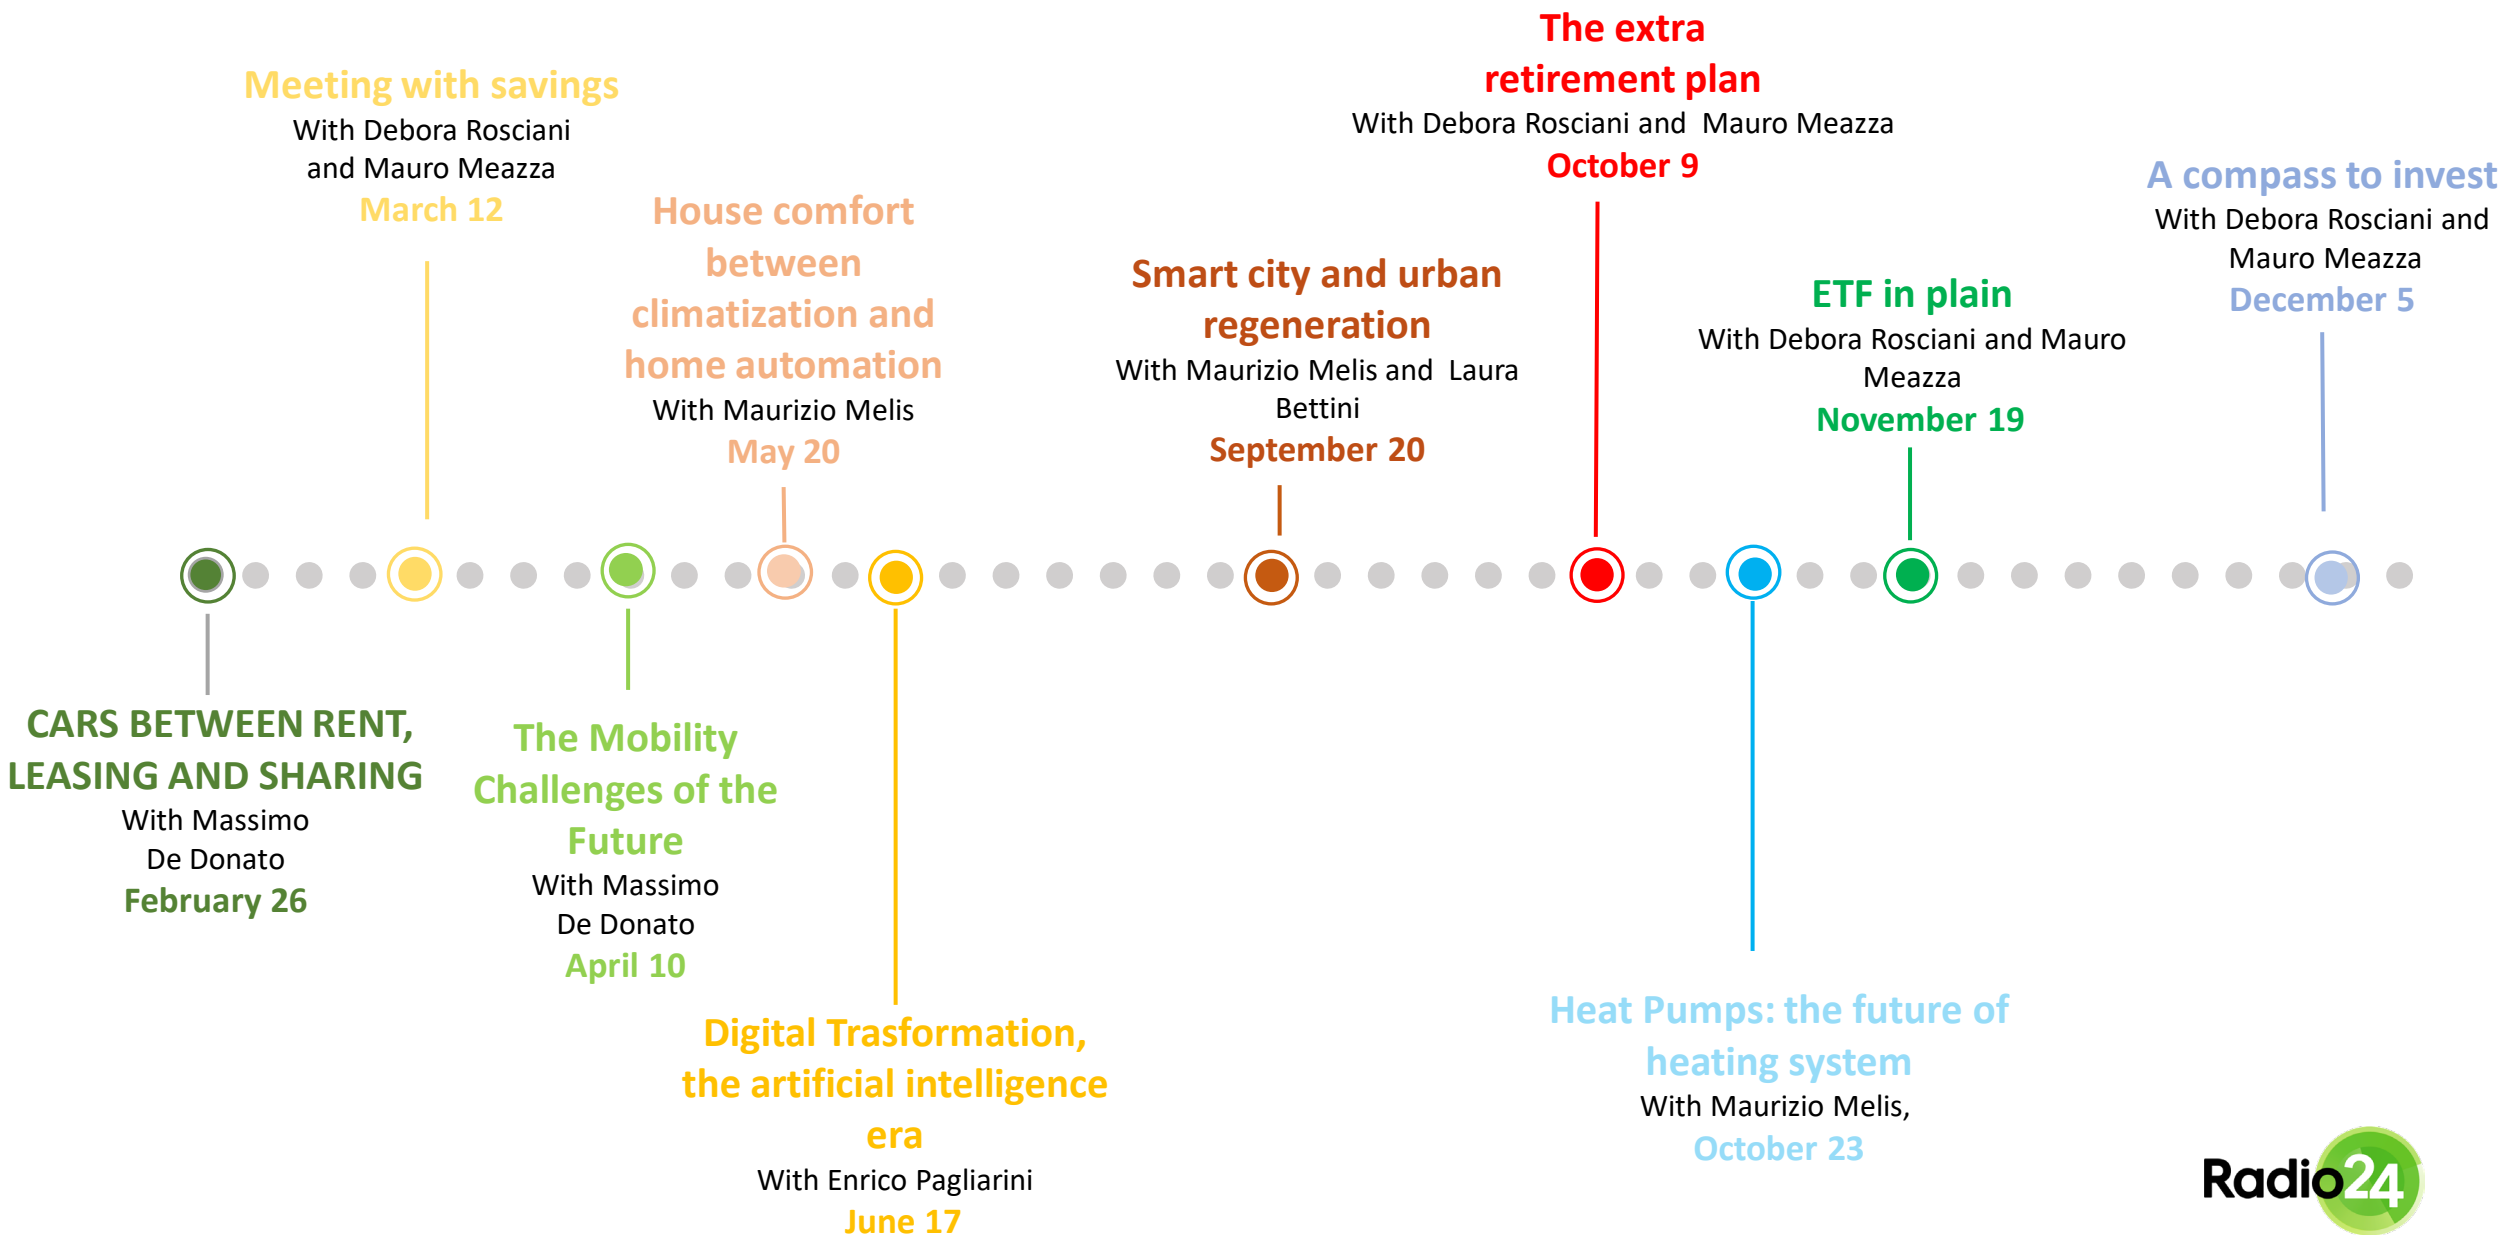 Meeting with savings
With Debora Rosciani
and Mauro Meazza
March 12
House comfort
between
climatization and
home automation
With Maurizio Melis
May 20
Smart city and urban
regeneration
With Maurizio Melis and Laura
Bettini
September 20
The extra
retirement plan
With Debora Rosciani and Mauro Meazza
October 9
ETF in plain
With Debora Rosciani and Mauro
Meazza
November 19
A compass to invest
With Debora Rosciani and
Mauro Meazza
December 5
CARS BETWEEN RENT,
LEASING AND SHARING
With Massimo
De Donato
February 26
The Mobility
Challenges of the
Future
With Massimo
De Donato
April 10
Digital Trasformation,
the artificial intelligence
era
With Enrico Pagliarini
June 17
Heat Pumps: the future of
heating system
With Maurizio Melis,
October 23
Radio24